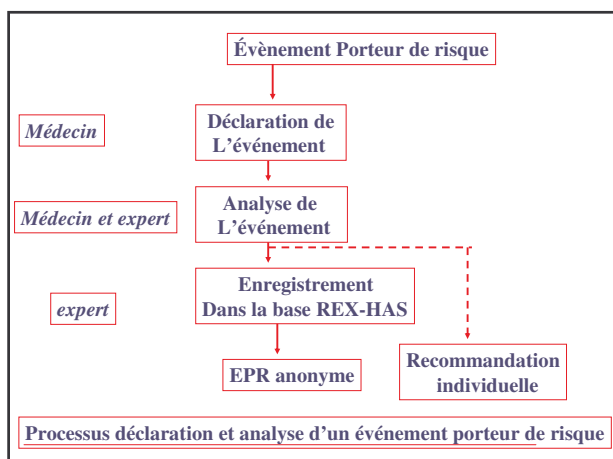 Évènement Porteur de risque
Médecin
Déclaration de
L'événement
Médecin et expert
Analyse de
L'événement
expert
Enregistrement
Dans la base REX-HAS
EPR anonyme
Recommandation
individuelle
Processus déclaration et analyse d'un événement porteur de risque